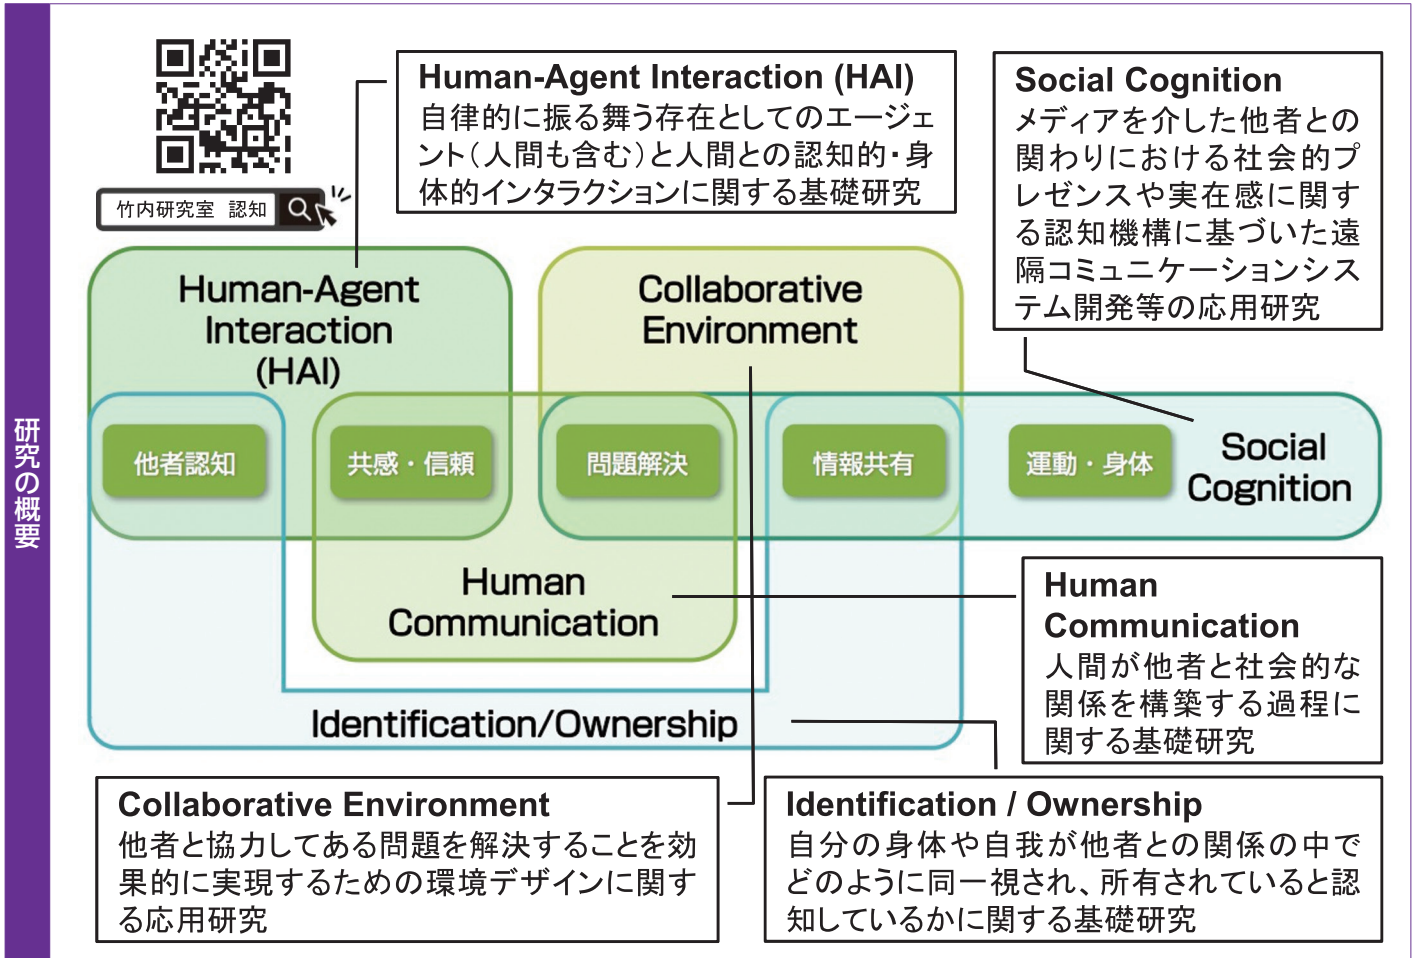 研究の概要
竹内研究室 認知
Human-Agent Interaction (HAI)
自律的に振る舞う存在としてのエージェ
ント(人間も含む)と人間との認知的・身
体的インタラクションに関する基礎研究
Social Cognition
メディアを介した他者との
関わりにおける社会的プ
レゼンスや実在感に関す
る認知機構に基づいた遠
隔コミュニケーションシス
テム開発等の応用研究
Human-Agent
Interaction
(HAI)
Collaborative
Environment
他者認知
共感・信頼
問題解決
情報共有
運動・身体
Social
Cognition
Human
Communication
Identification/Ownership
Human
Communication
人間が他者と社会的な
関係を構築する過程に
関する基礎研究
Collaborative Environment
他者と協力してある問題を解決することを効
果的に実現するための環境デザインに関す
る応用研究
Identification / Ownership
自分の身体や自我が他者との関係の中で
どのように同一視され、所有されていると認
知しているかに関する基礎研究